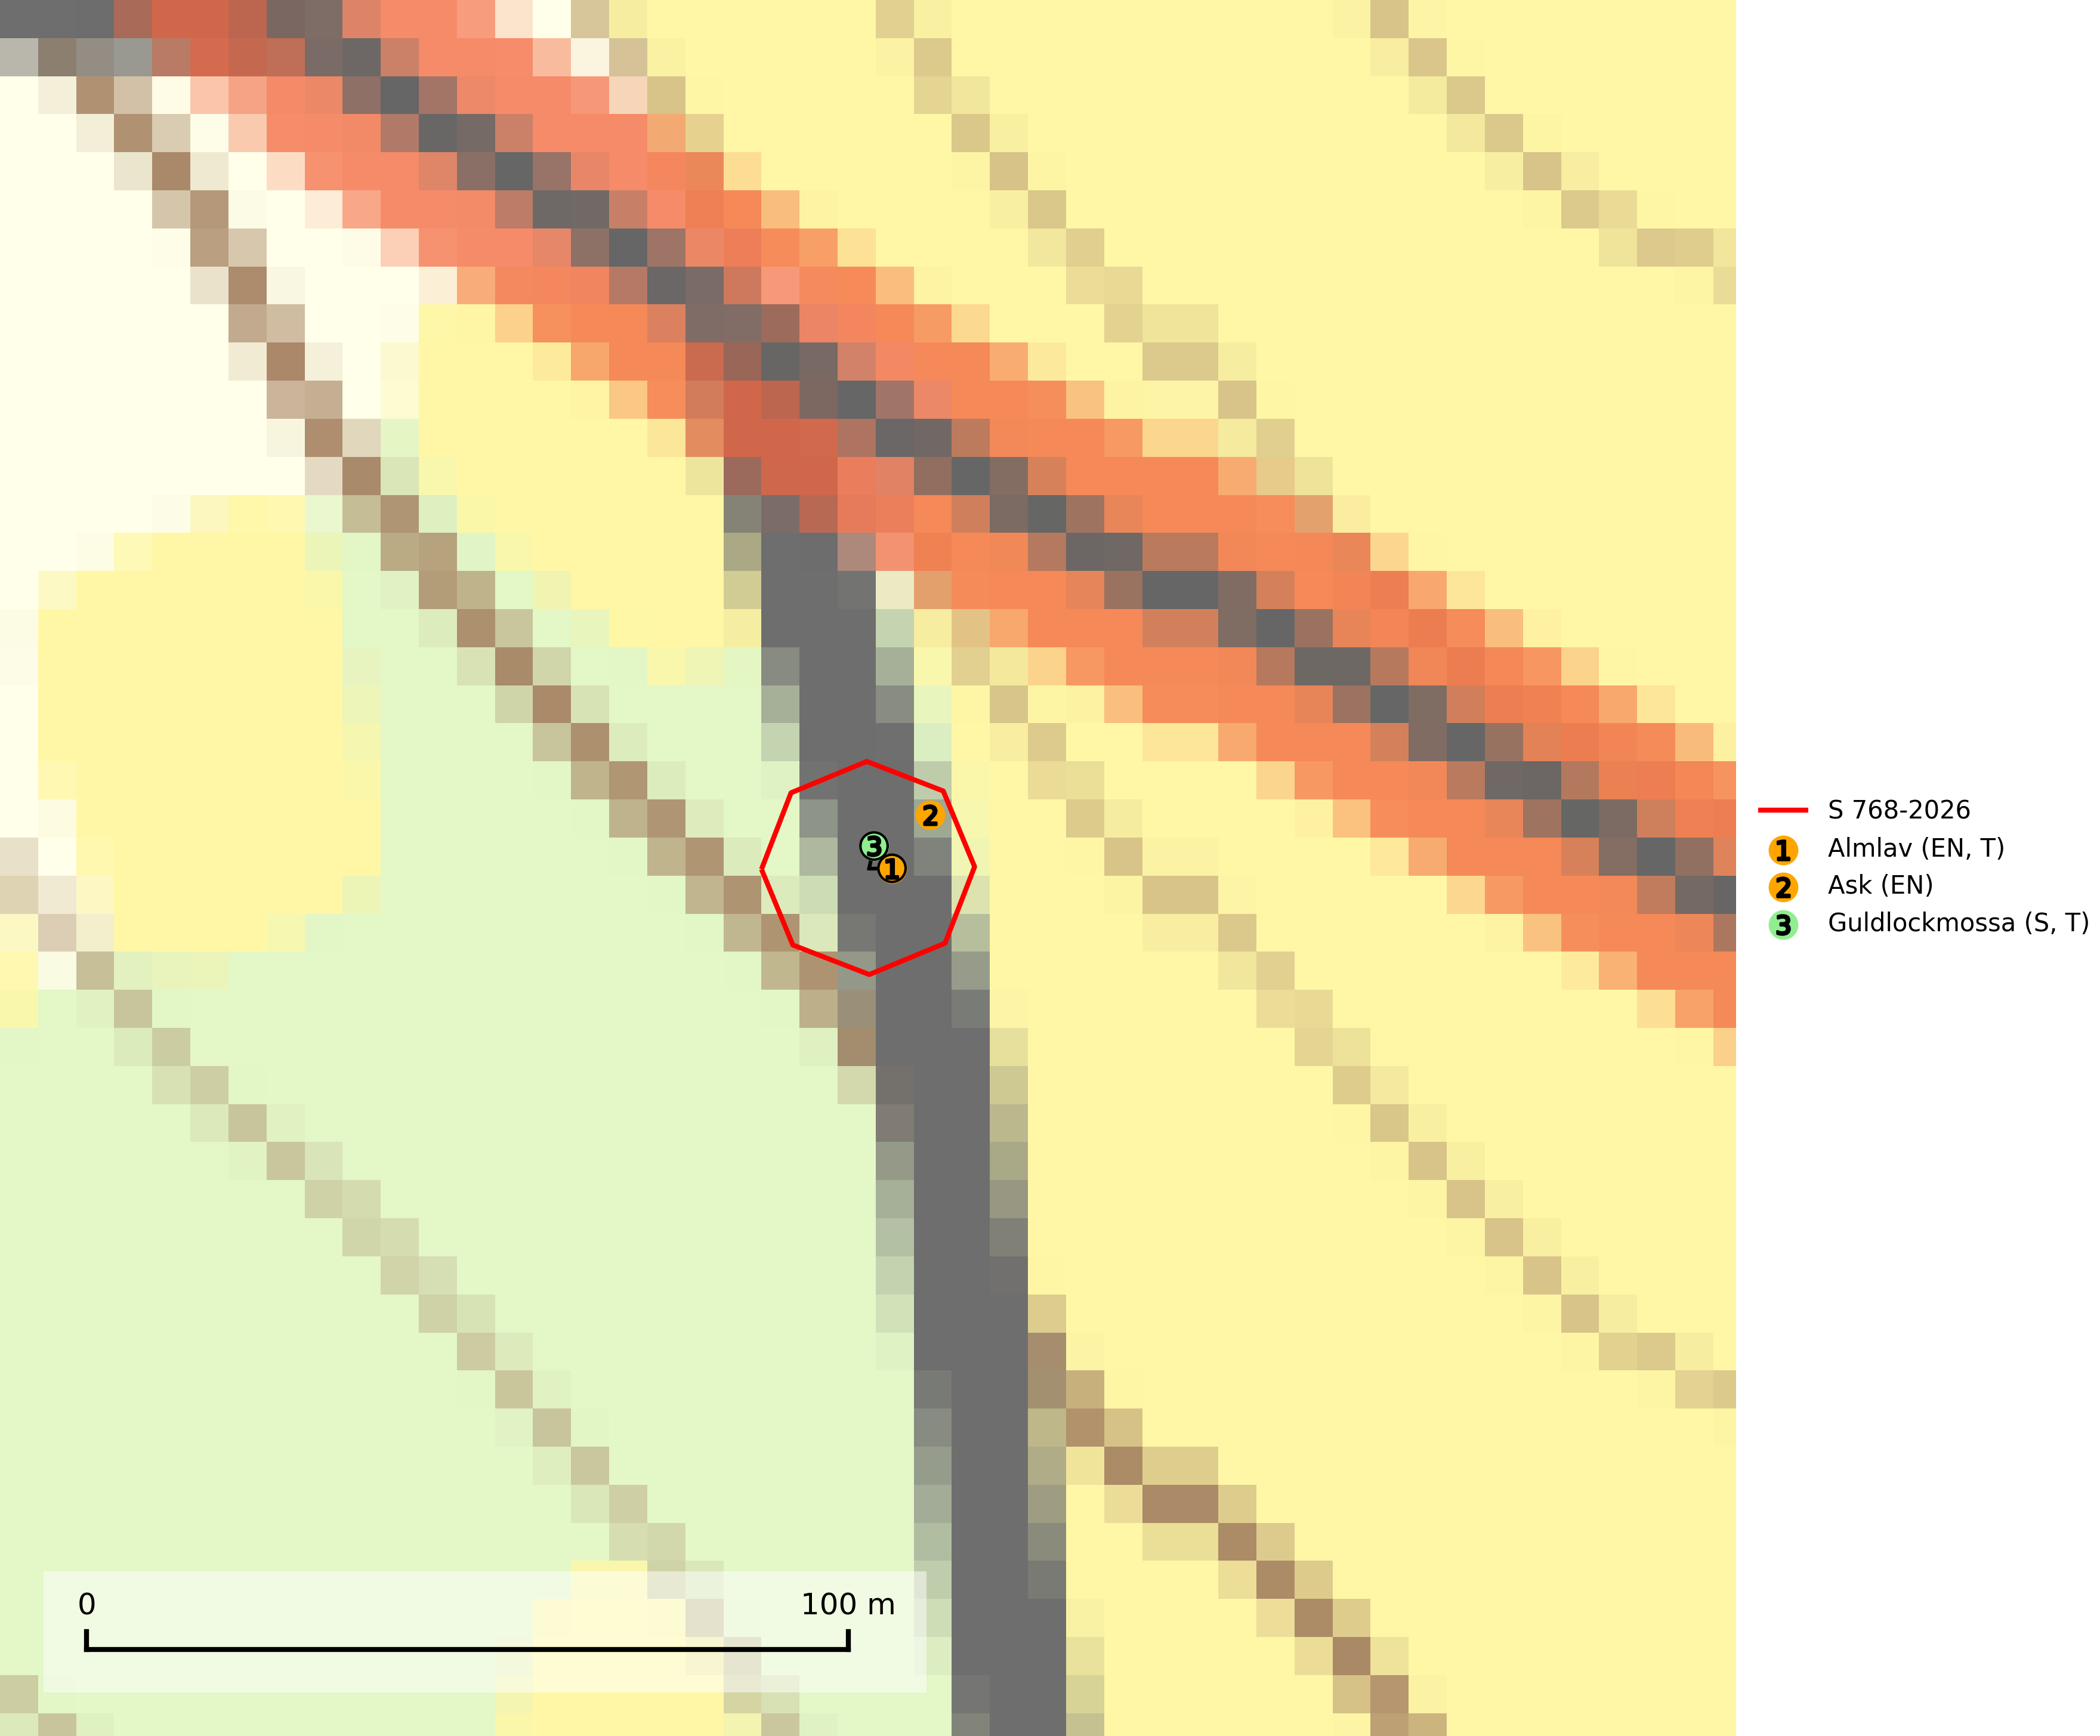 2
3
1
S 768-2026
1 Almlav (EN, T)
2 Ask (EN)
3 Guldlockmossa (S, T)
0 100 m